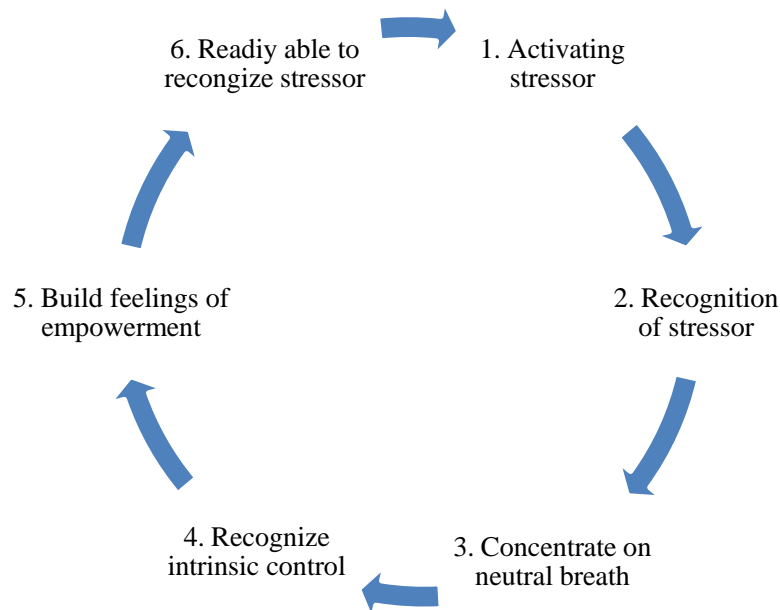 1. Activating
stressor
2. Recognition
of stressor
3. Concentrate on
neutral breath
4. Recognize
intrinsic control
5. Build feelings of
empowerment
6. Readiy able to
recongize stressor